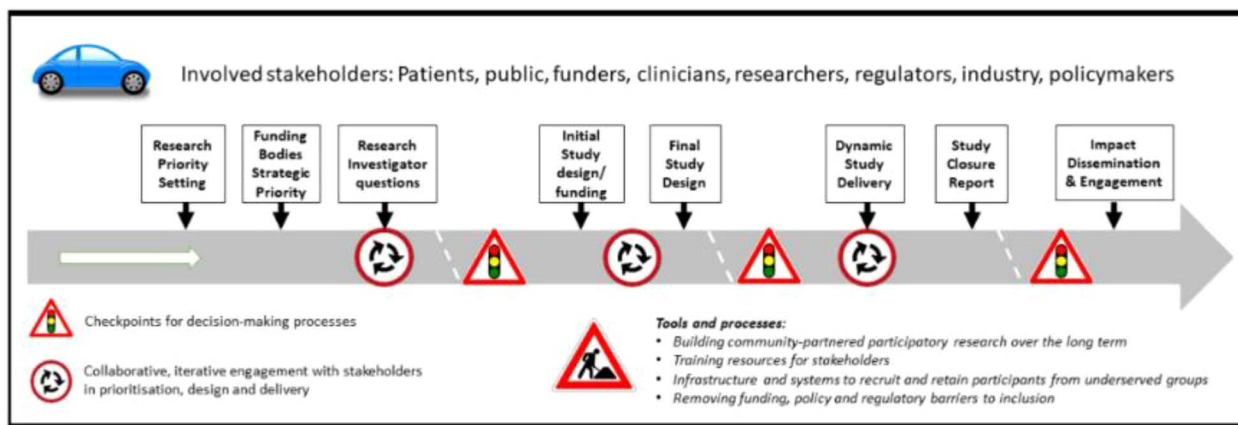 Involved stakeholders: Patients, public, funders, clinicians, researchers, regulators, industry, policymakers
Research
Priority
Setting
Funding
Bodies
Strategic
Priority
Research
Investigator
questions
Initial
Study
design/
funding
Final
Study
Design
Dynamic
Study
Delivery
Study
Closure
Report
Impact
Dissemination
& Engagement
Checkpoints for decision-making processes
Collaborative, iterative engagement with stakeholders
in prioritisation, design and delivery
Tools and processes:
• Building community-partnered participatory research over the long term
• Training resources for stakeholders
• Infrastructure and systems to recruit and retain participants from underserved groups
• Removing funding, policy and regulatory barriers to inclusion